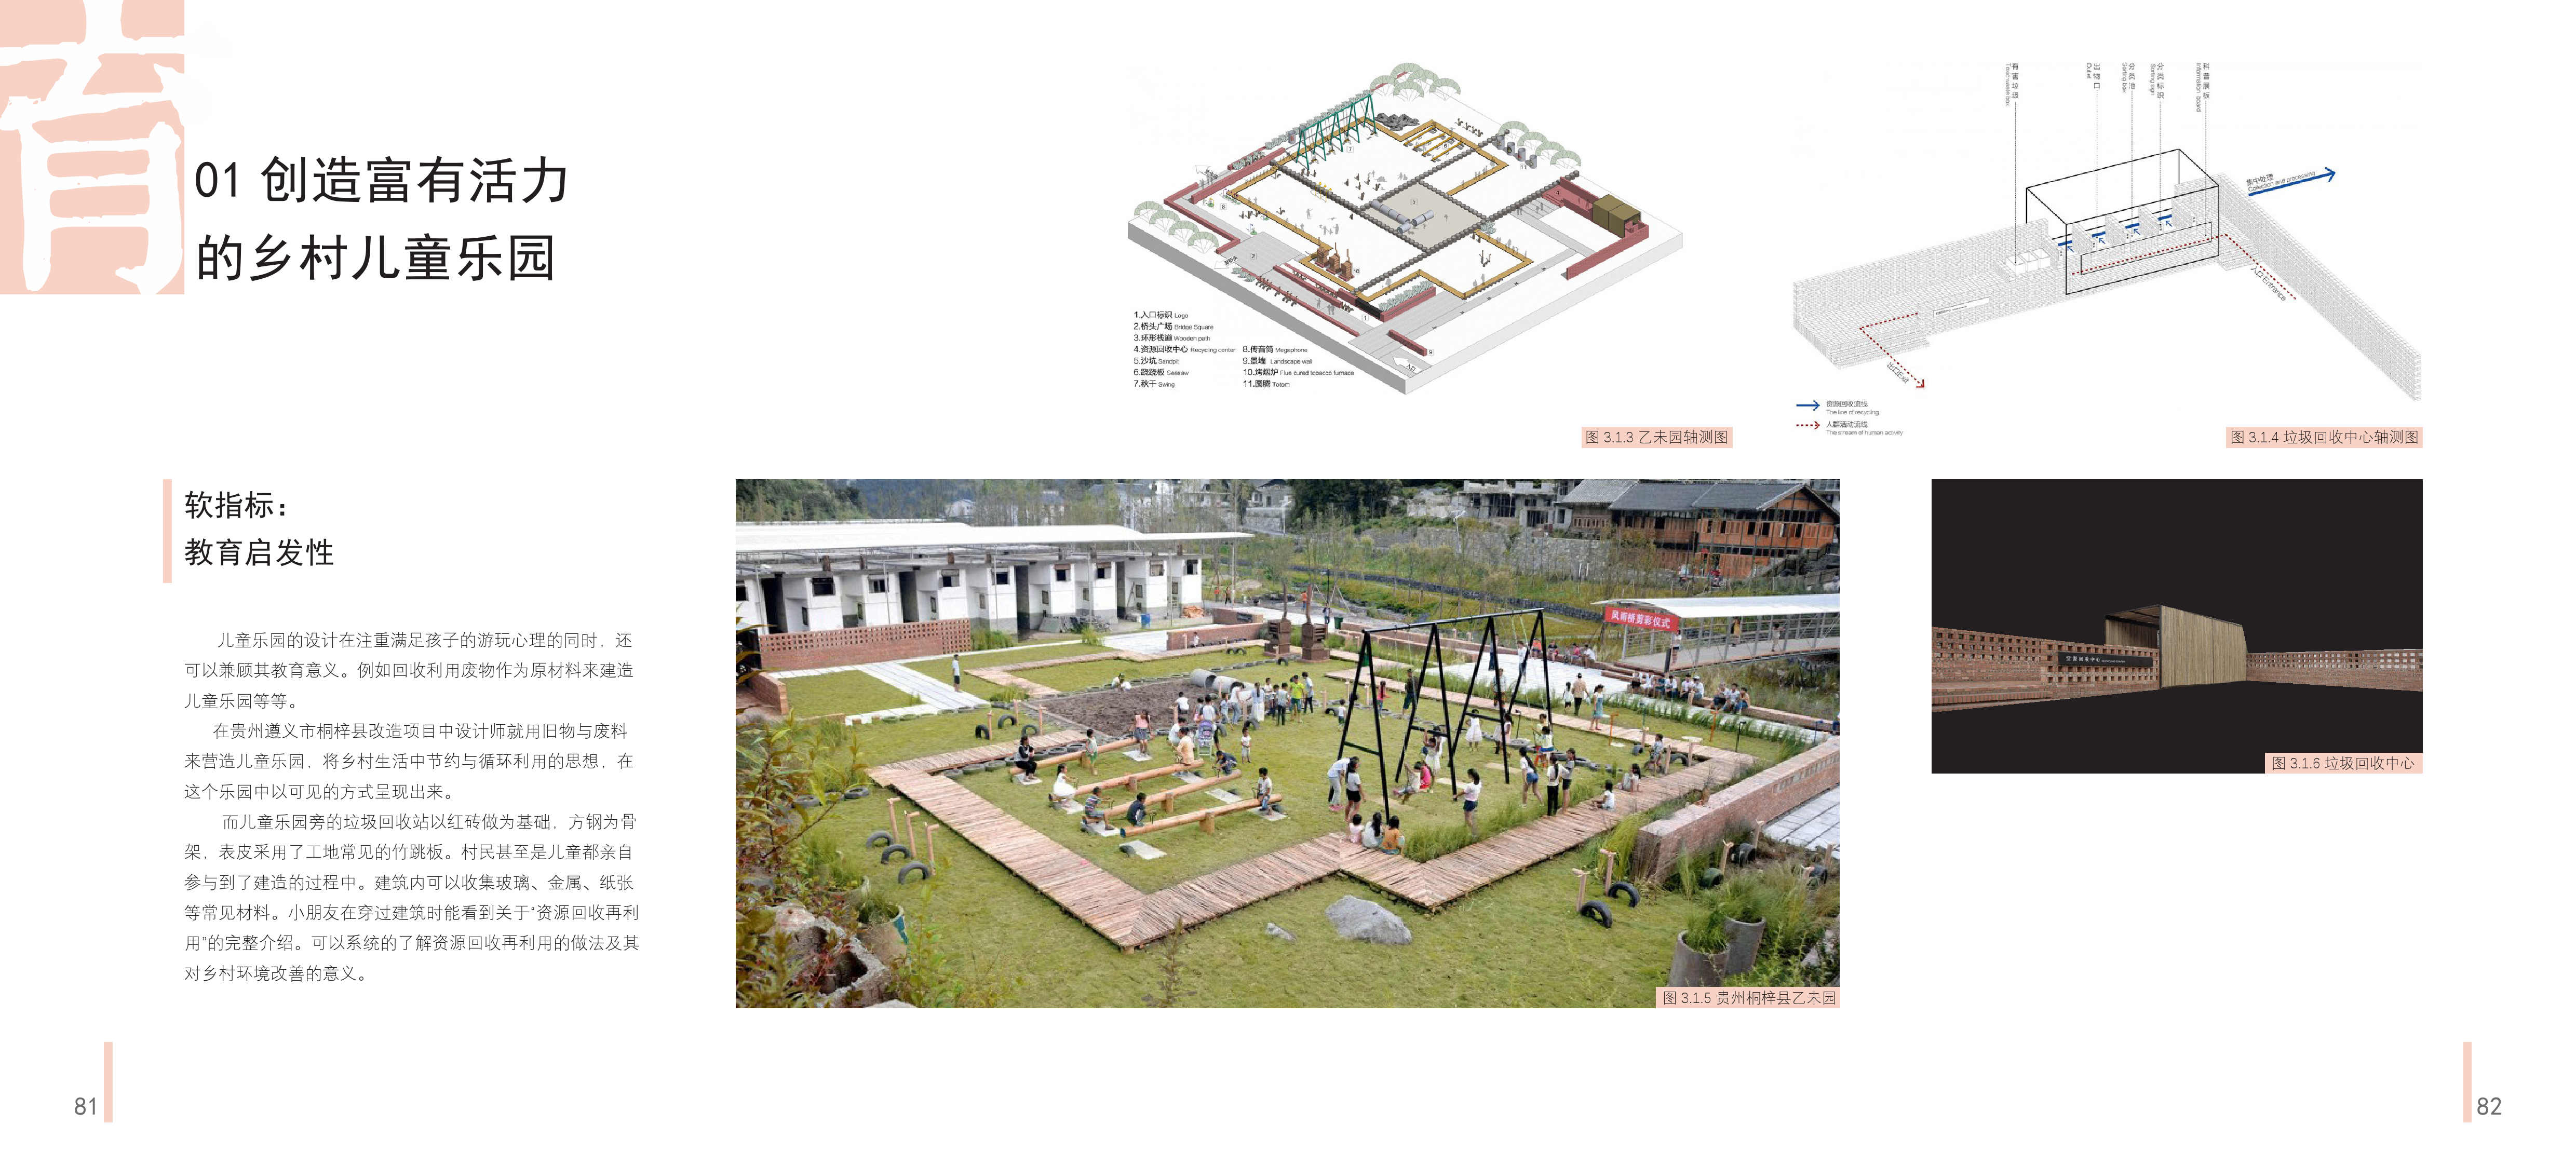 育
01 创造富有活力
的乡村儿童乐园
软指标：
教育启发性
儿童乐园的设计在注重满足孩子的游玩心理的同时，还
可以兼顾其教育意义。例如回收利用废物作为原材料来建造
儿童乐园等等。
在贵州遵义市桐梓县改造项目中设计师就用旧物与废料
来营造儿童乐园，将乡村生活中节约与循环利用的思想，在
这个乐园中以可见的方式呈现出来。
而儿童乐园旁的垃圾回收站以红砖做为基础，方钢为骨
架，表皮采用了工地常见的竹跳板。村民甚至是儿童都亲自
参与到了建造的过程中。建筑内可以收集玻璃、金属、纸张
等常见材料。小朋友在穿过建筑时能看到关于“资源回收再利
用”的完整介绍。可以系统的了解资源回收再利用的做法及其
对乡村环境改善的意义。
81
1.入口标识 Logo
2.桥头广场 Bridge Square
3.环形栈道 Wooden path
4.资源回收中心 Recycling center
5.沙坑 Sandpit
6.跷跷板 Seesaw
7.秋千 Swing
8.传音筒 Megaphone
9.景墙 Landscape wall
10.烤烟炉 Flue cured tobacco furnace
11.图腾 Totem
图 3.1.3 乙未园轴测图
有害垃圾
出物口 Outlet
分类池 Sorting box
分类标识 Sorting sign
科普展板 Information board
集中处理
Collection and processing
入口 Entrance
出口 Exit
资源回收流线
The line of recycling
人群活动流线
The stream of human activity
图 3.1.4 垃圾回收中心轴测图
风雨桥剪彩仪式
图 3.1.5 贵州桐梓县乙未园
资源回收中心
图 3.1.6 垃圾回收中心
82